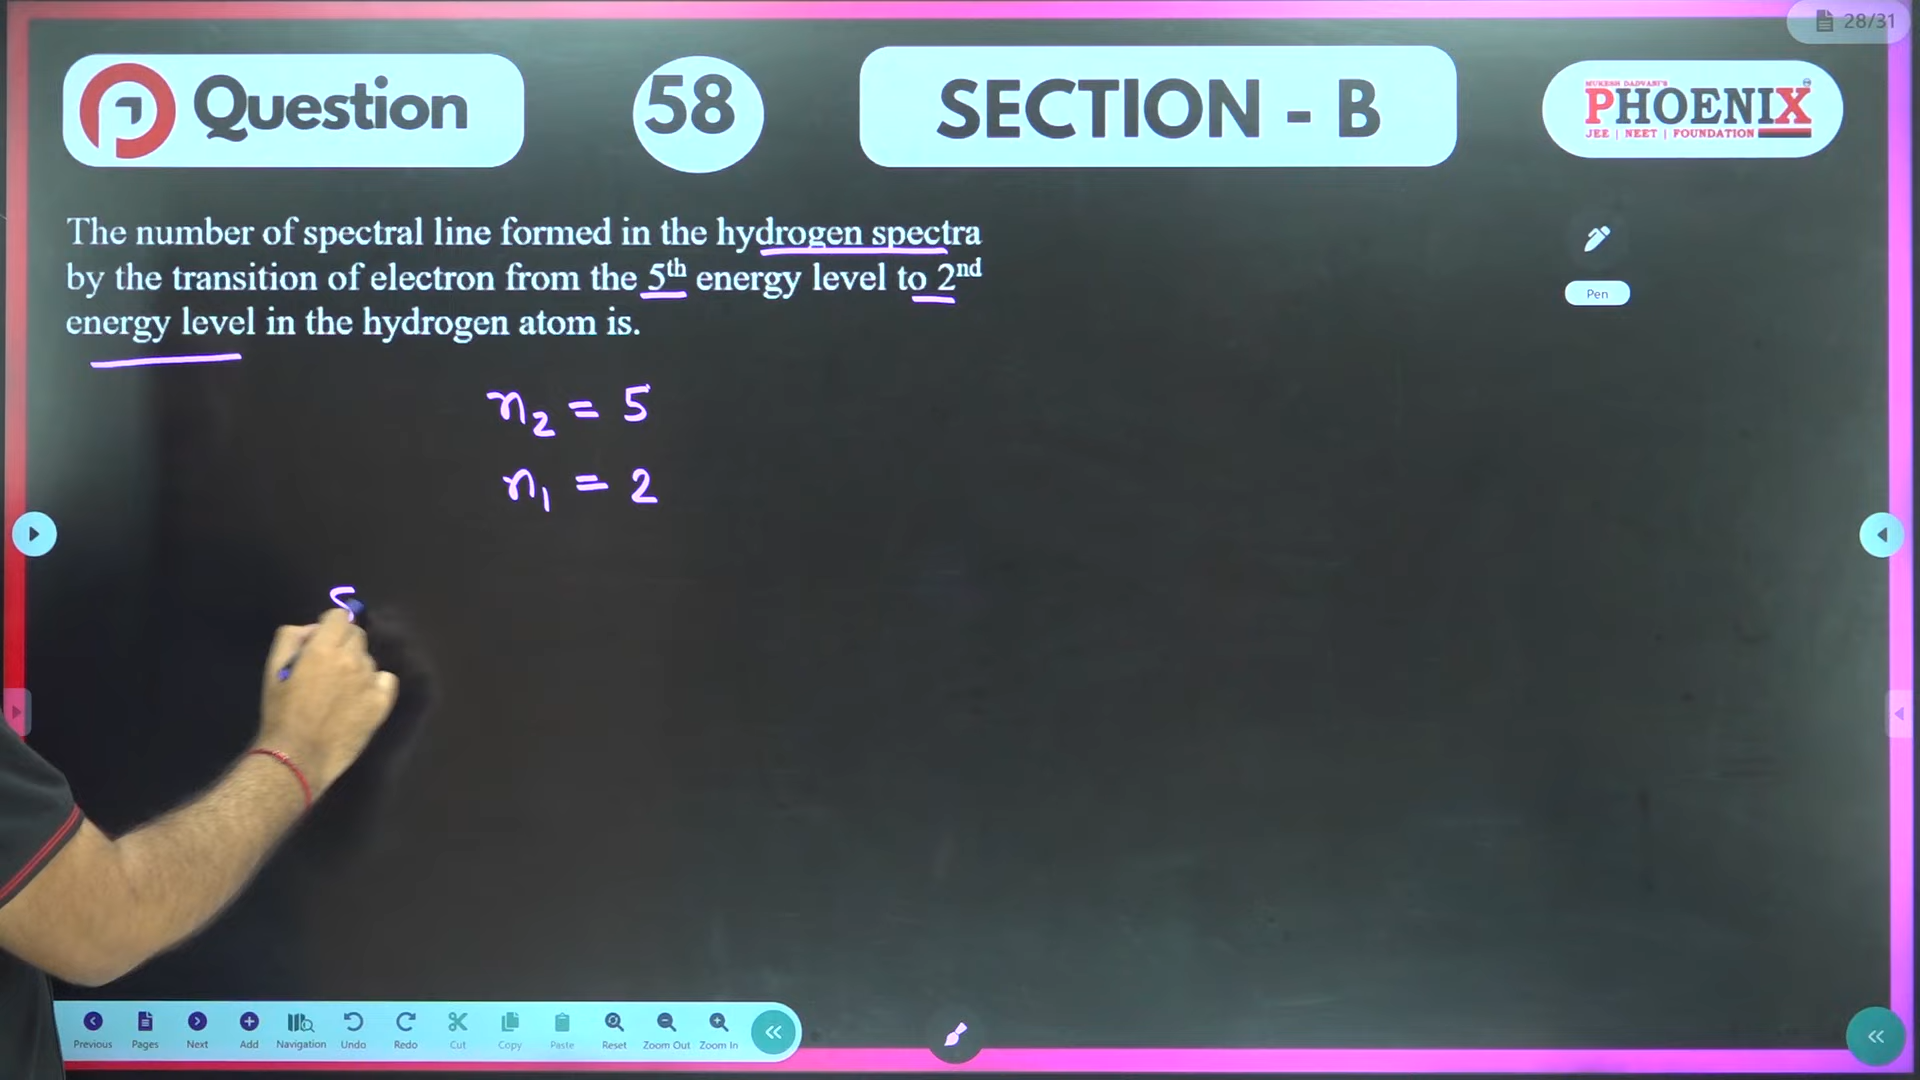 28/31
Question
58
SECTION - B
MUKESH DADVANI'S
PHOENIX
JEE | NEET | FOUNDATION
The number of spectral line formed in the hydrogen spectra
by the transition of electron from the 5th energy level to 2nd
energy level in the hydrogen atom is.
Pen
n2 = 5
n1 = 2
Previous
Pages
Next
Add
Navigation
Undo
Redo
Cut
Copy
Paste
Reset
Zoom Out
Zoom In